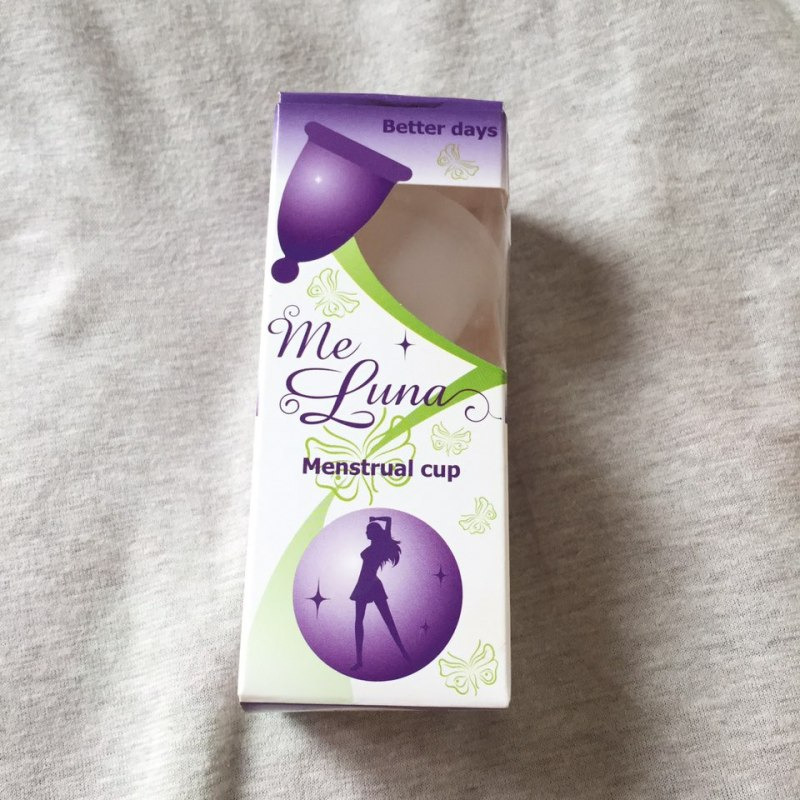 Better days
Me
Luna
Menstrual cup